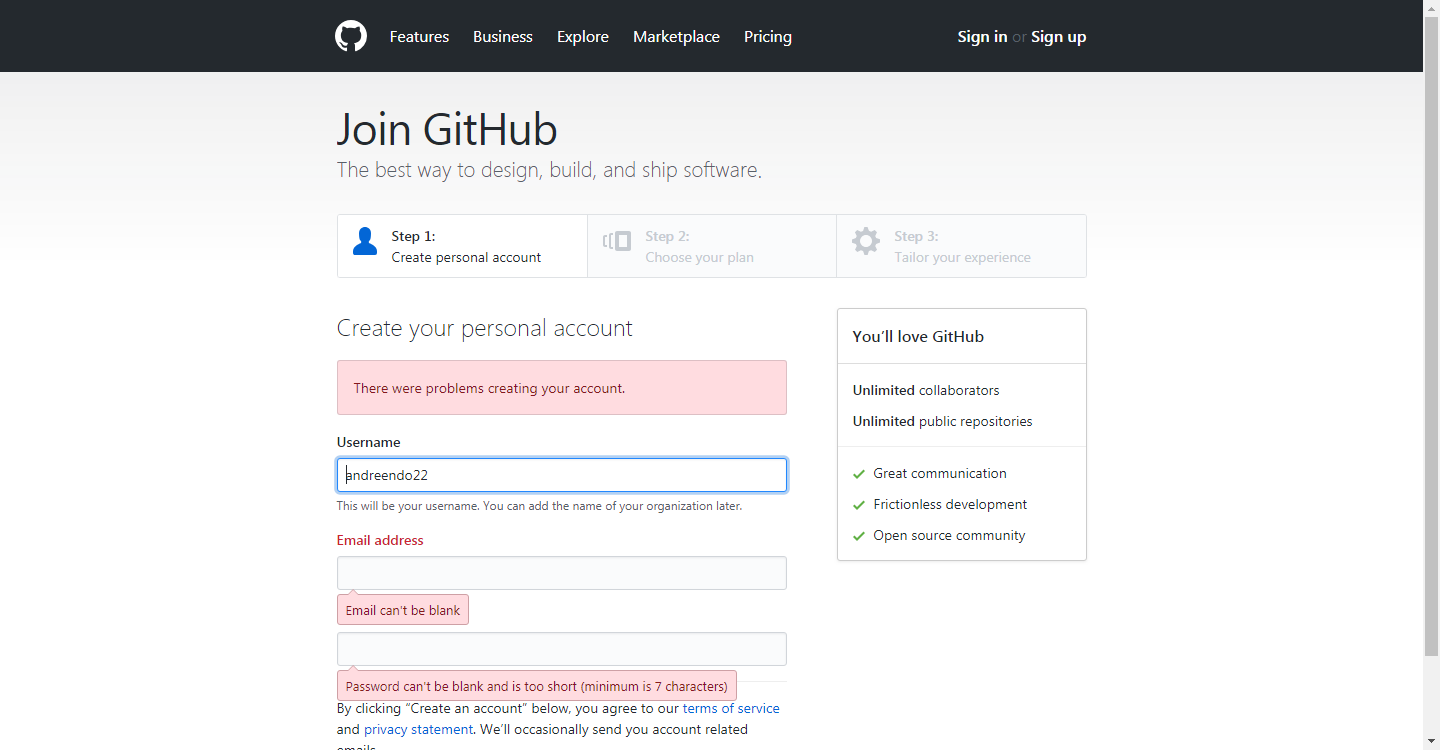 Features Business Explore Marketplace Pricing Sign in or Sign up
Join GitHub
The best way to design, build, and ship software.
Step 1:
Create personal account
Step 2:
Choose your plan
Step 3:
Tailor your experience
Create your personal account
There were problems creating your account.
Username
andreendo22
This will be your username. You can add the name of your organization later.
Email address
Email can't be blank
Password can't be blank and is too short (minimum is 7 characters)
By clicking “Create an account” below, you agree to our terms of service
and privacy statement. We’ll occasionally send you account related
emails.
You’ll love GitHub
Unlimited collaborators
Unlimited public repositories
Great communication
Frictionless development
Open source community